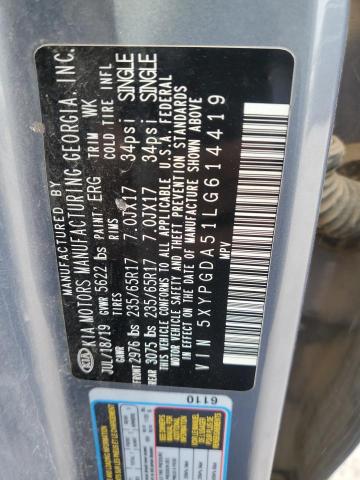 MANUFACTURED BY
KIA KIA MOTORS MANUFACTURING GEORGIA, INC.
JUL/18/19 GVWR 5622 lbs PAINT: ERG TRIM WK
GAWR TIRES RIMS COLD TIRE INFL
FRONT 2976 lbs 235/65R17 7.0JX17 34psi SINGLE
REAR 3075 lbs 235/65R17 7.0JX17 34psi SINGLE
THIS VEHICLE CONFORMS TO ALL APPLICABLE U.S.A. FEDERAL
MOTOR VEHICLE SAFETY STANDARDS IN EFFECT
ON THE DATE OF MANUFACTURE SHOWN ABOVE
VIN 5XYPGDA51LG614419
MPV
6110